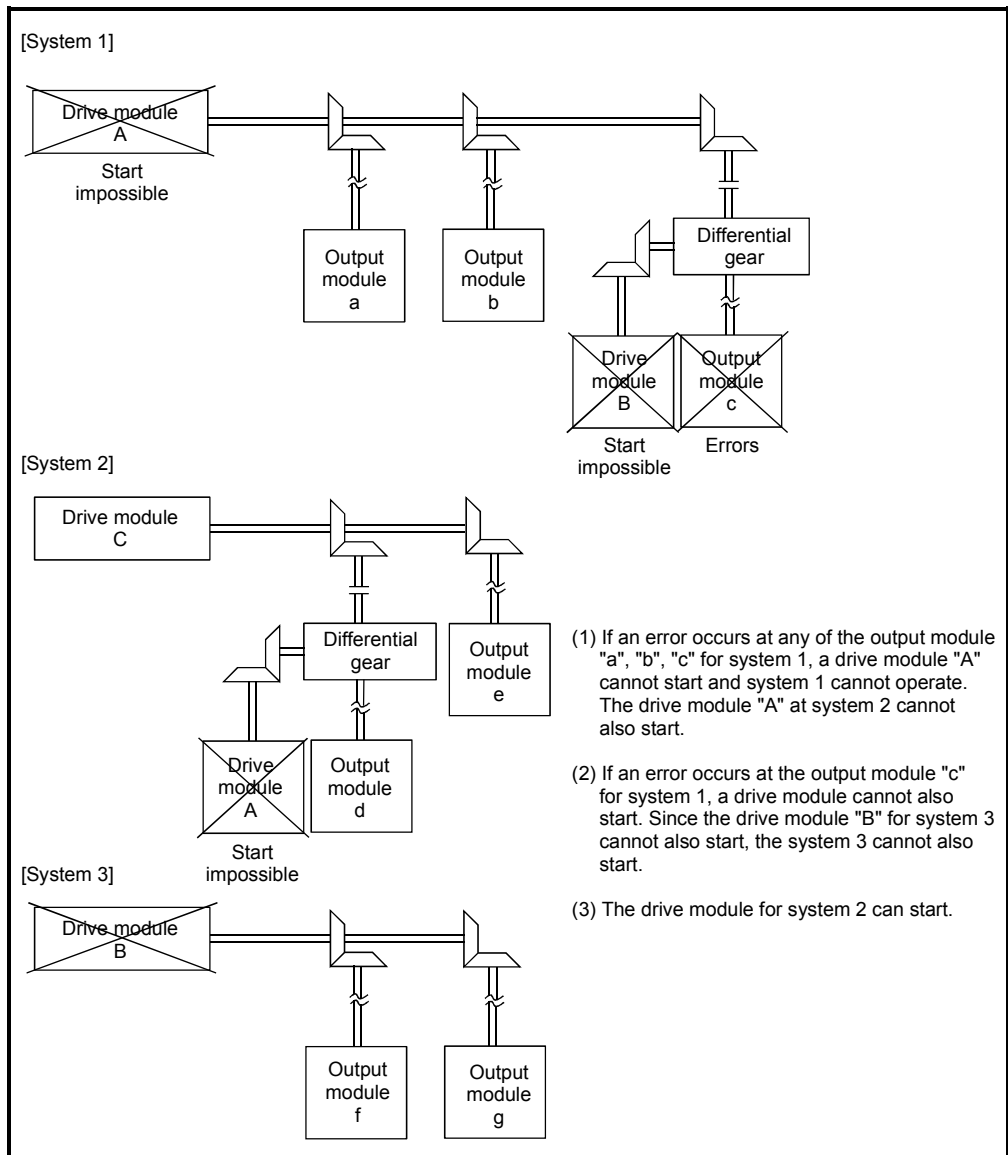 [System 1]
Drive module
A
Start
impossible
Output
module
a
Output
module
b
Differential
gear
Drive
module
B
Output
module
c
Start
impossible
Errors
[System 2]
Drive module
C
Differential
gear
Output
module
e
Drive
module
A
Output
module
d
Start
impossible
(1) If an error occurs at any of the output module
"a", "b", "c" for system 1, a drive module "A"
cannot start and system 1 cannot operate.
The drive module "A" at system 2 cannot
also start.
(2) If an error occurs at the output module "c"
for system 1, a drive module cannot also
start. Since the drive module "B" for system 3
cannot also start, the system 3 cannot also
start.
(3) The drive module for system 2 can start.
[System 3]
Drive module
B
Output
module
f
Output
module
g